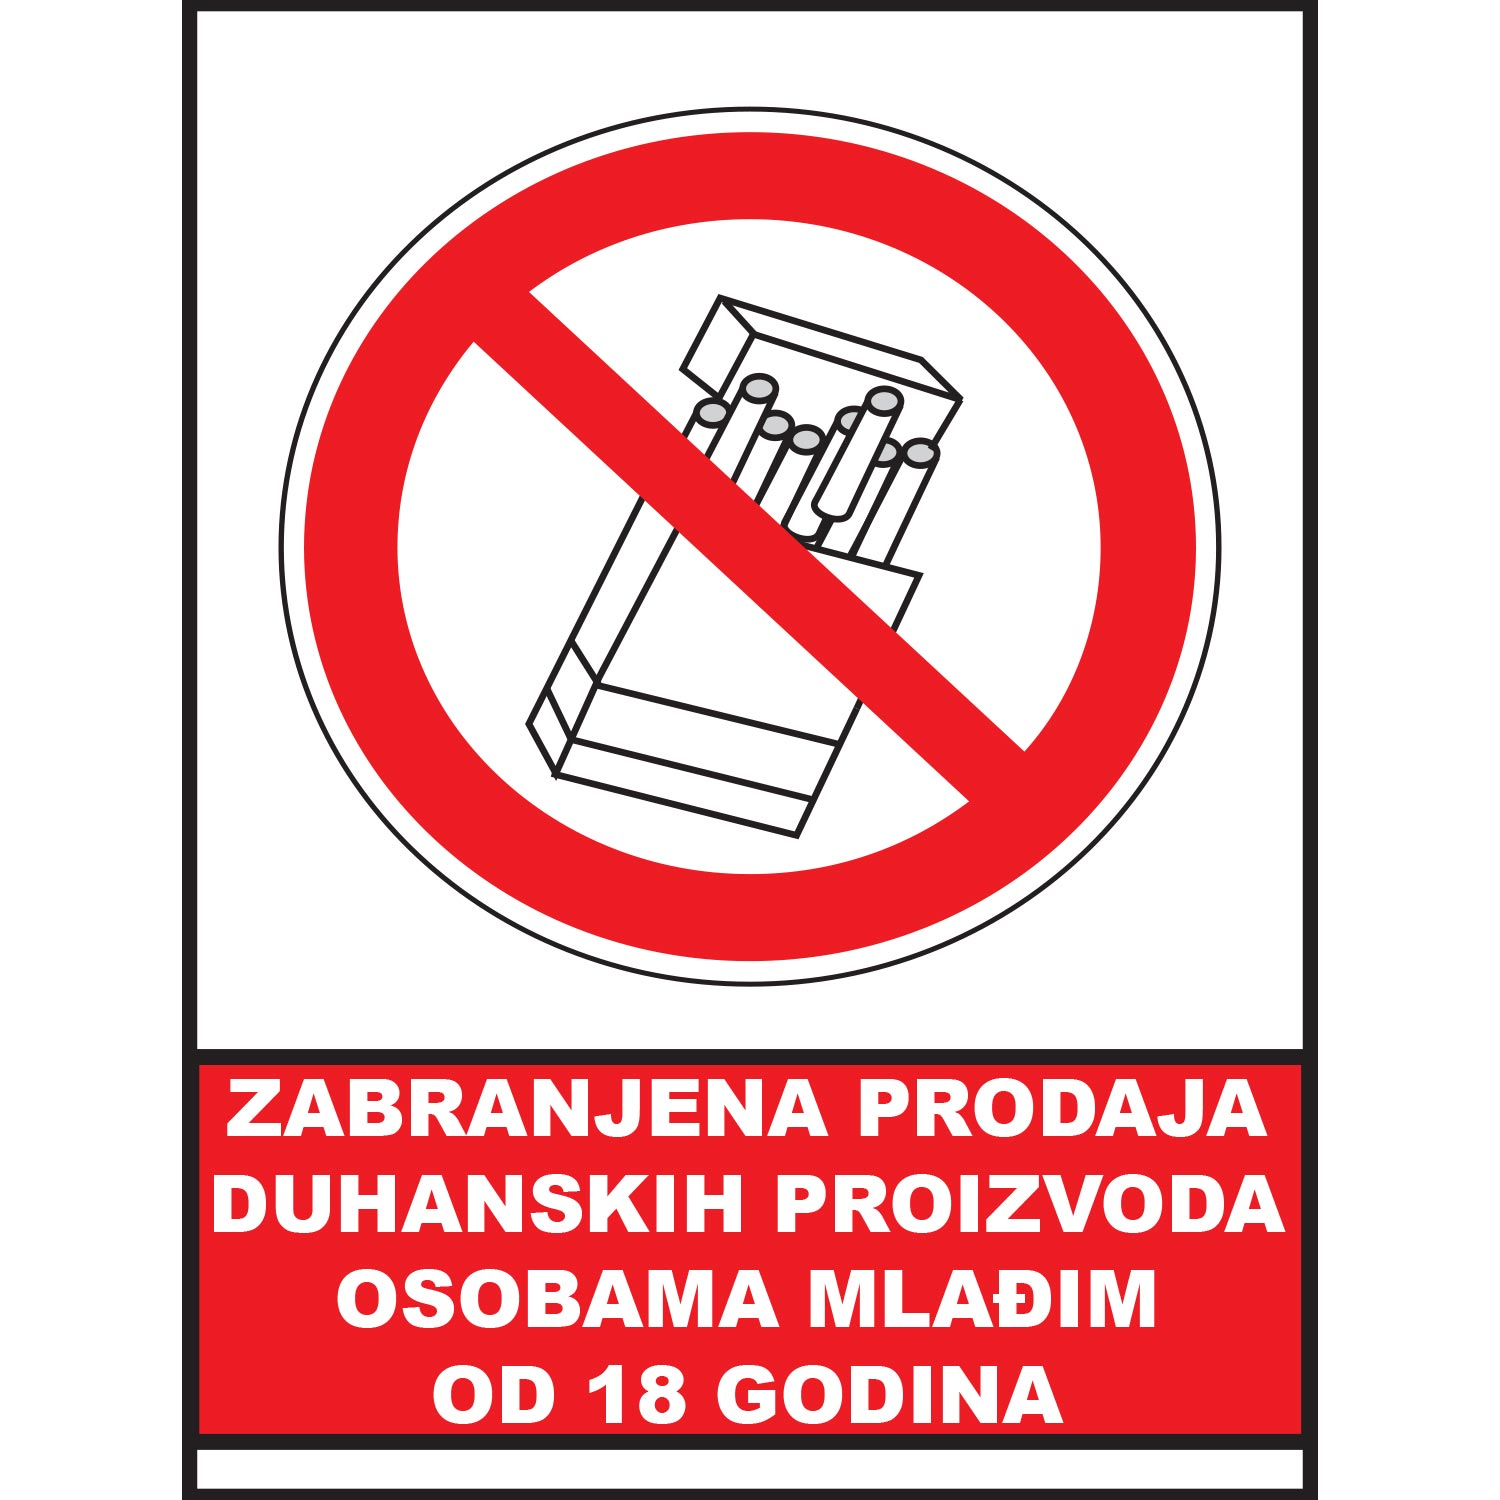 ZABRANJENA PRODAJA
DUHANSKIH PROIZVODA
OSOBAMA MLAĐIM
OD 18 GODINA